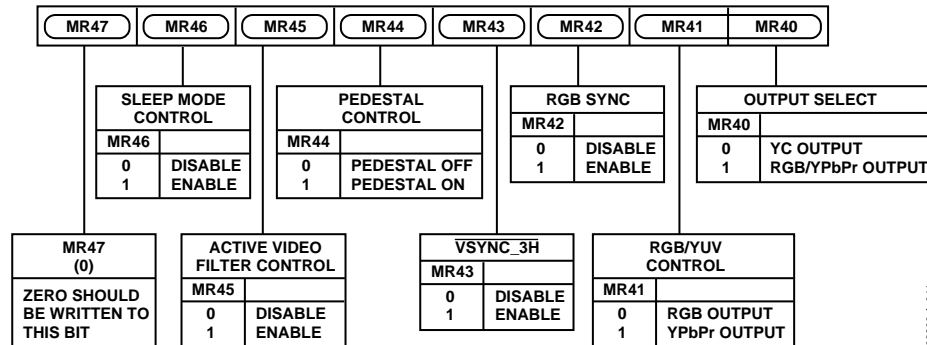 MR47 MR46 MR45 MR44 MR43 MR42 MR41 MR40
SLEEP MODE
CONTROL
MR46
0 DISABLE
1 ENABLE
PEDESTAL
CONTROL
MR44
0 PEDESTAL OFF
1 PEDESTAL ON
RGB SYNC
MR42
0 DISABLE
1 ENABLE
OUTPUT SELECT
MR40
0 YC OUTPUT
1 RGB/YPbPr OUTPUT
MR47
(0)
ZERO SHOULD
BE WRITTEN TO
THIS BIT
ACTIVE VIDEO
FILTER CONTROL
MR45
0 DISABLE
1 ENABLE
VSYNC_3H
MR43
0 DISABLE
1 ENABLE
RGB/YUV
CONTROL
MR41
0 RGB OUTPUT
1 YPbPr OUTPUT